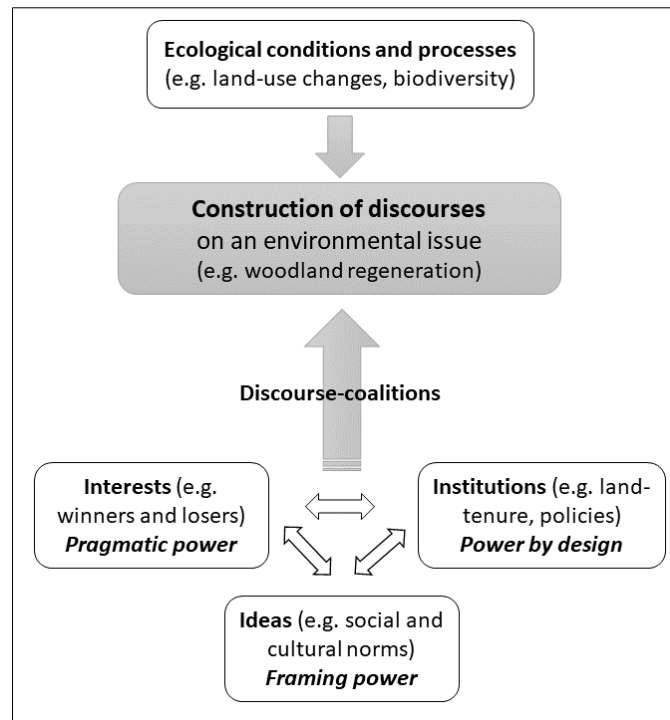 Ecological conditions and processes
(e.g. land-use changes, biodiversity)
Construction of discourses
on an environmental issue
(e.g. woodland regeneration)
Discourse-coalitions
Interests (e.g.
winners and losers)
Pragmatic power
Institutions (e.g. land-
tenure, policies)
Power by design
Ideas (e.g. social and
cultural norms)
Framing power